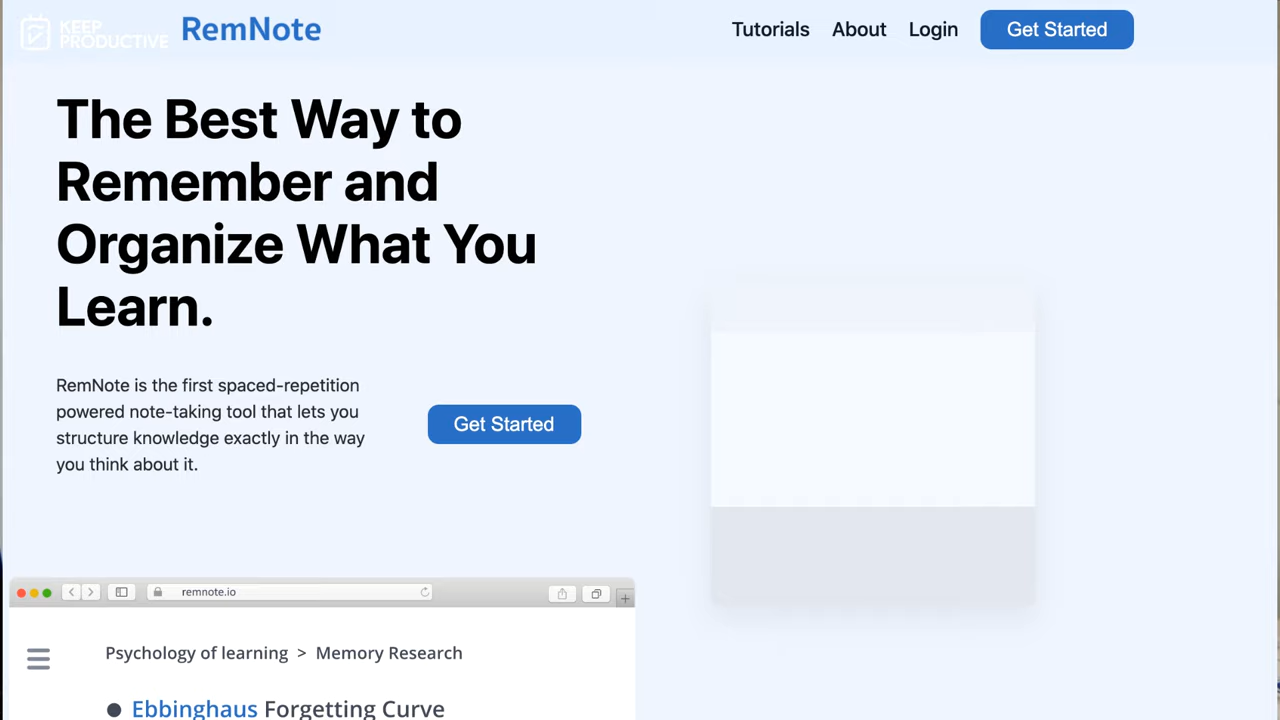 KEEP
PRODUCTIVE
RemNote
Tutorials
About
Login
Get Started
The Best Way to
Remember and
Organize What You
Learn.
RemNote is the first spaced-repetition
powered note-taking tool that lets you
structure knowledge exactly in the way
you think about it.
Get Started
remnote.io
Psychology of learning > Memory Research
Ebbinghaus Forgetting Curve